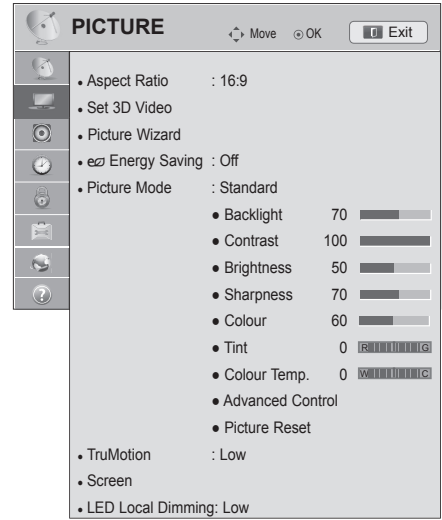 PICTURE
Move
OK
Exit
• Aspect Ratio : 16:9
• Set 3D Video
• Picture Wizard
• Energy Saving : Off
• Picture Mode : Standard
● Backlight 70
● Contrast 100
● Brightness 50
● Sharpness 70
● Colour 60
● Tint 0 R G
● Colour Temp. 0 W C
● Advanced Control
● Picture Reset
• TruMotion : Low
• Screen
• LED Local Dimming: Low
?